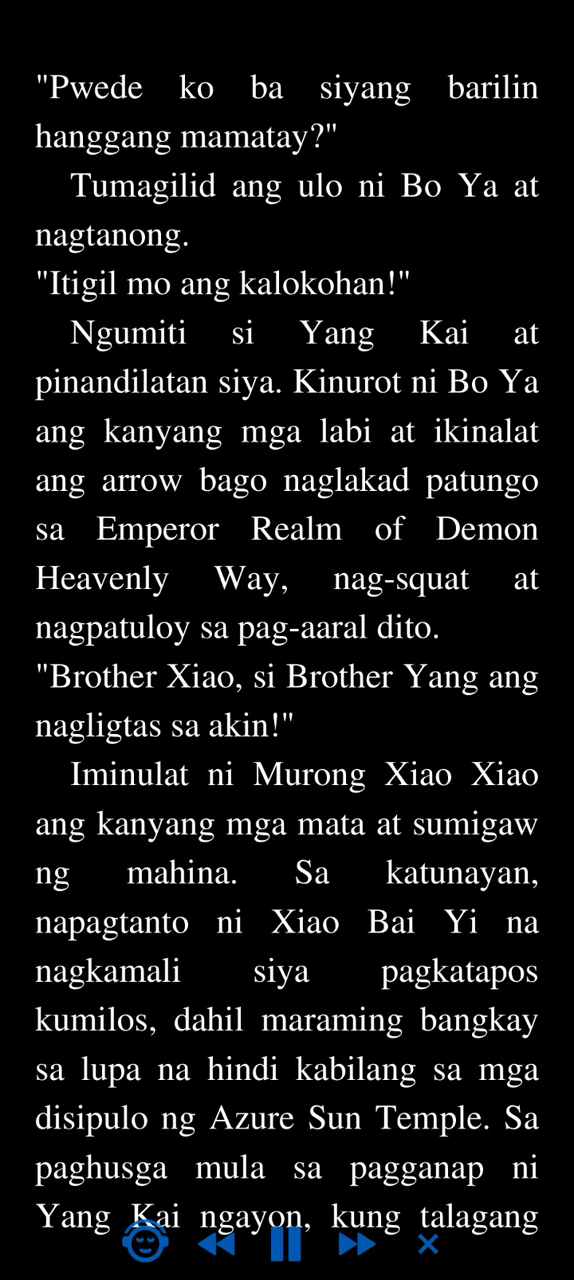 "Pwede ko ba siyang barilin
hanggang mamatay?"
Tumagilid ang ulo ni Bo Ya at
nagtanong.
"Itigil mo ang kalokohan!"
Ngumiti si Yang Kai at
pinandilatan siya. Kinurot ni Bo Ya
ang kanyang mga labi at ikinalat
ang arrow bago naglakad patungo
sa Emperor Realm of Demon
Heavenly Way, nag-squat at
nagpatuloy sa pag-aaral dito.
"Brother Xiao, si Brother Yang ang
nagligtas sa akin!"
Iminulat ni Murong Xiao Xiao
ang kanyang mga mata at sumigaw
ng mahina. Sa katunayan,
napagtanto ni Xiao Bai Yi na
nagkamali siya pagkatapos
kumilos, dahil maraming bangkay
sa lupa na hindi kabilang sa mga
disipulo ng Azure Sun Temple. Sa
paghusga mula sa pagganap ni
Yang Kai ngayon, kung talagang